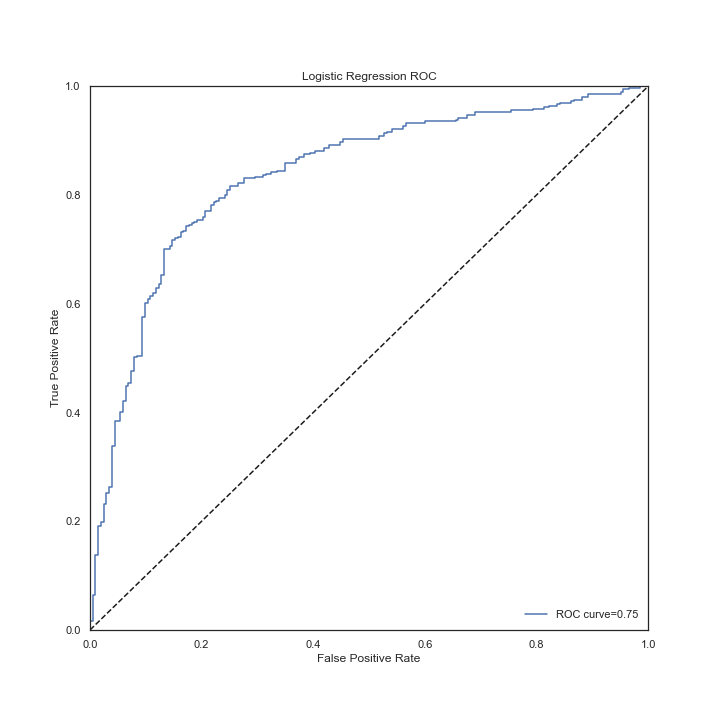 Logistic Regression ROC
1.0
0.8
0.6
0.4
0.2
0.0
True Positive Rate
ROC curve=0.75
0.0 0.2 0.4 0.6 0.8 1.0
False Positive Rate